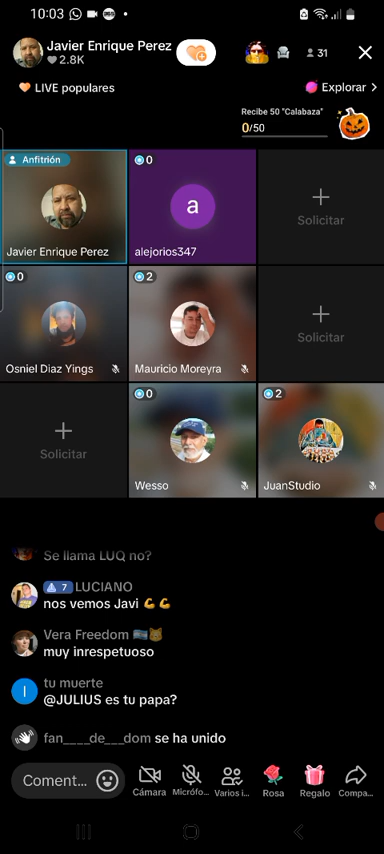 10:03
Javier Enrique Perez
2.8K
31
LIVE populares
Explorar
Recibe 50 "Calabaza"
0/50
Anfitrión
Javier Enrique Perez
0
a
alejorios347
Solicitar
0
Osniel Diaz Yings
2
Mauricio Moreyra
Solicitar
Solicitar
0
Wesso
2
JuanStudio
Se llama LUQ no?
7 LUCIANO
nos vemos Javi 💪💪
Vera Freedom
muy inrespetuoso
I
tu muerte
@JULIUS es tu papa?
fan____de___dom se ha unido
Coment...
Cámara
Micrófo...
Varios i...
Rosa
Regalo
Compa...